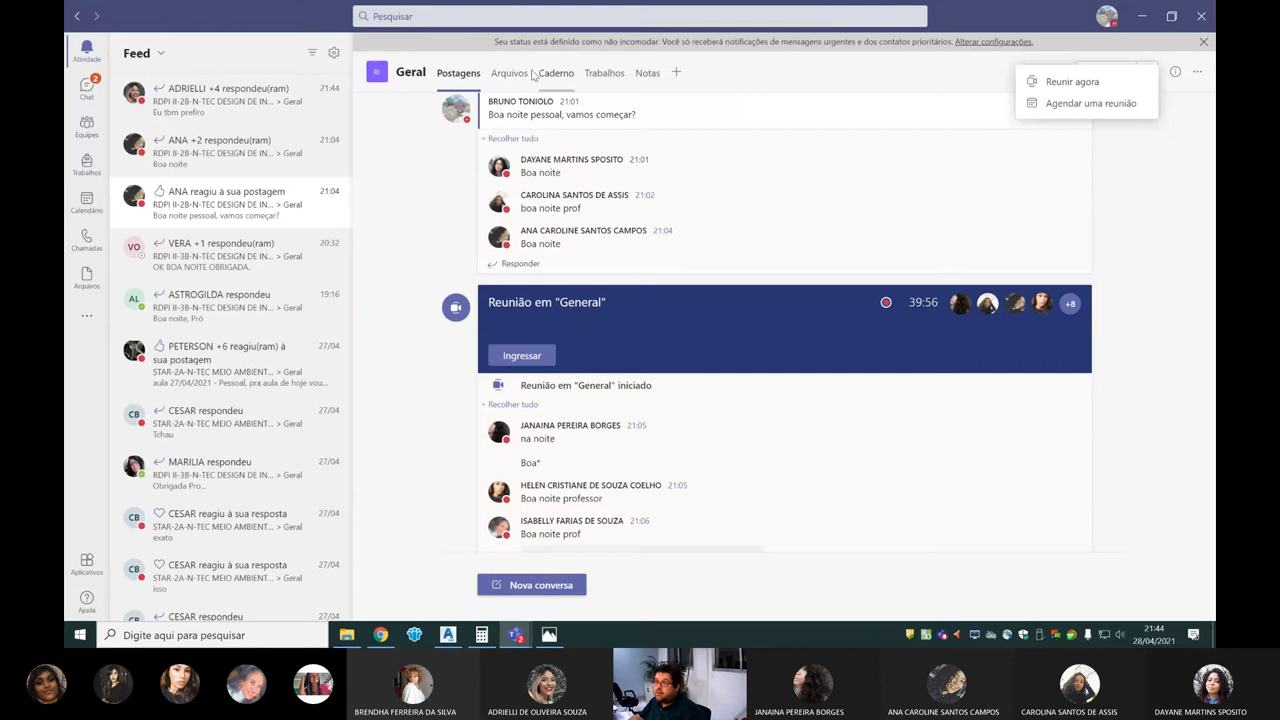 Pesquisar
Seu status está definido como não incomodar. Você só receberá notificações de mensagens urgentes e dos contatos prioritários. Alterar configurações.
Atividade
Chat
2
Equipes
Trabalhos
Calendário
Chamadas
Arquivos
Aplicativos
Ajuda
Feed
ADRIELLI +4 respondeu(ram) 21:44
RDPI II-2B-N-TEC DESIGN DE IN... > Geral
Eu tbm prefiro
ANA +2 respondeu(ram) 21:04
RDPI II-2B-N-TEC DESIGN DE IN... > Geral
Boa noite
ANA reagiu à sua postagem 21:04
RDPI II-2B-N-TEC DESIGN DE IN... > Geral
Boa noite pessoal, vamos começar?
VO
VERA +1 respondeu(ram) 20:32
RDPI II-3B-N-TEC DESIGN DE IN... > Geral
OK BOA NOITE OBRIGADA.
AL
ASTROGILDA respondeu 19:16
RDPI II-3B-N-TEC DESIGN DE IN... > Geral
Boa noite, Pró
PETERSON +6 reagiu(ram) à 27/04
sua postagem
STAR-2A-N-TEC MEIO AMBIENT... > Geral
aula 27/04/2021 - Pessoal, pra aula de hoje vou...
CB
CESAR respondeu 27/04
STAR-2A-N-TEC MEIO AMBIENT... > Geral
Tchau
MARILIA respondeu 27/04
RDPI II-3B-N-TEC DESIGN DE IN... > Geral
Obrigada Pro...
CB
CESAR reagiu à sua resposta 27/04
STAR-2A-N-TEC MEIO AMBIENT... > Geral
exato
CB
CESAR reagiu à sua resposta 27/04
STAR-2A-N-TEC MEIO AMBIENT... > Geral
isso
CESAR respondeu 27/04
RI
Geral Postagens Arquivos Caderno Trabalhos Notas
Reunir agora
Agendar uma reunião
BRUNO TONIOLO 21:01
Boa noite pessoal, vamos começar?
Recolher tudo
DAYANE MARTINS SPOSITO 21:01
Boa noite
CAROLINA SANTOS DE ASSIS 21:02
boa noite prof
ANA CAROLINE SANTOS CAMPOS 21:04
Boa noite
Responder
Reunião em "General" 39:56 +8
Ingressar
Reunião em "General" iniciado
Recolher tudo
JANAINA PEREIRA BORGES 21:05
na noite
Boa*
HELEN CRISTIANE DE SOUZA COELHO 21:05
Boa noite professor
ISABELLY FARIAS DE SOUZA 21:06
Boa noite prof
Nova conversa
Digite aqui para pesquisar
2
21:44
28/04/2021
BRENDHA FERREIRA DA SILVA
ADRIELLI DE OLIVEIRA SOUZA
JANAINA PEREIRA BORGES
ANA CAROLINE SANTOS CAMPOS
CAROLINA SANTOS DE ASSIS
DAYANE MARTINS SPOSITO